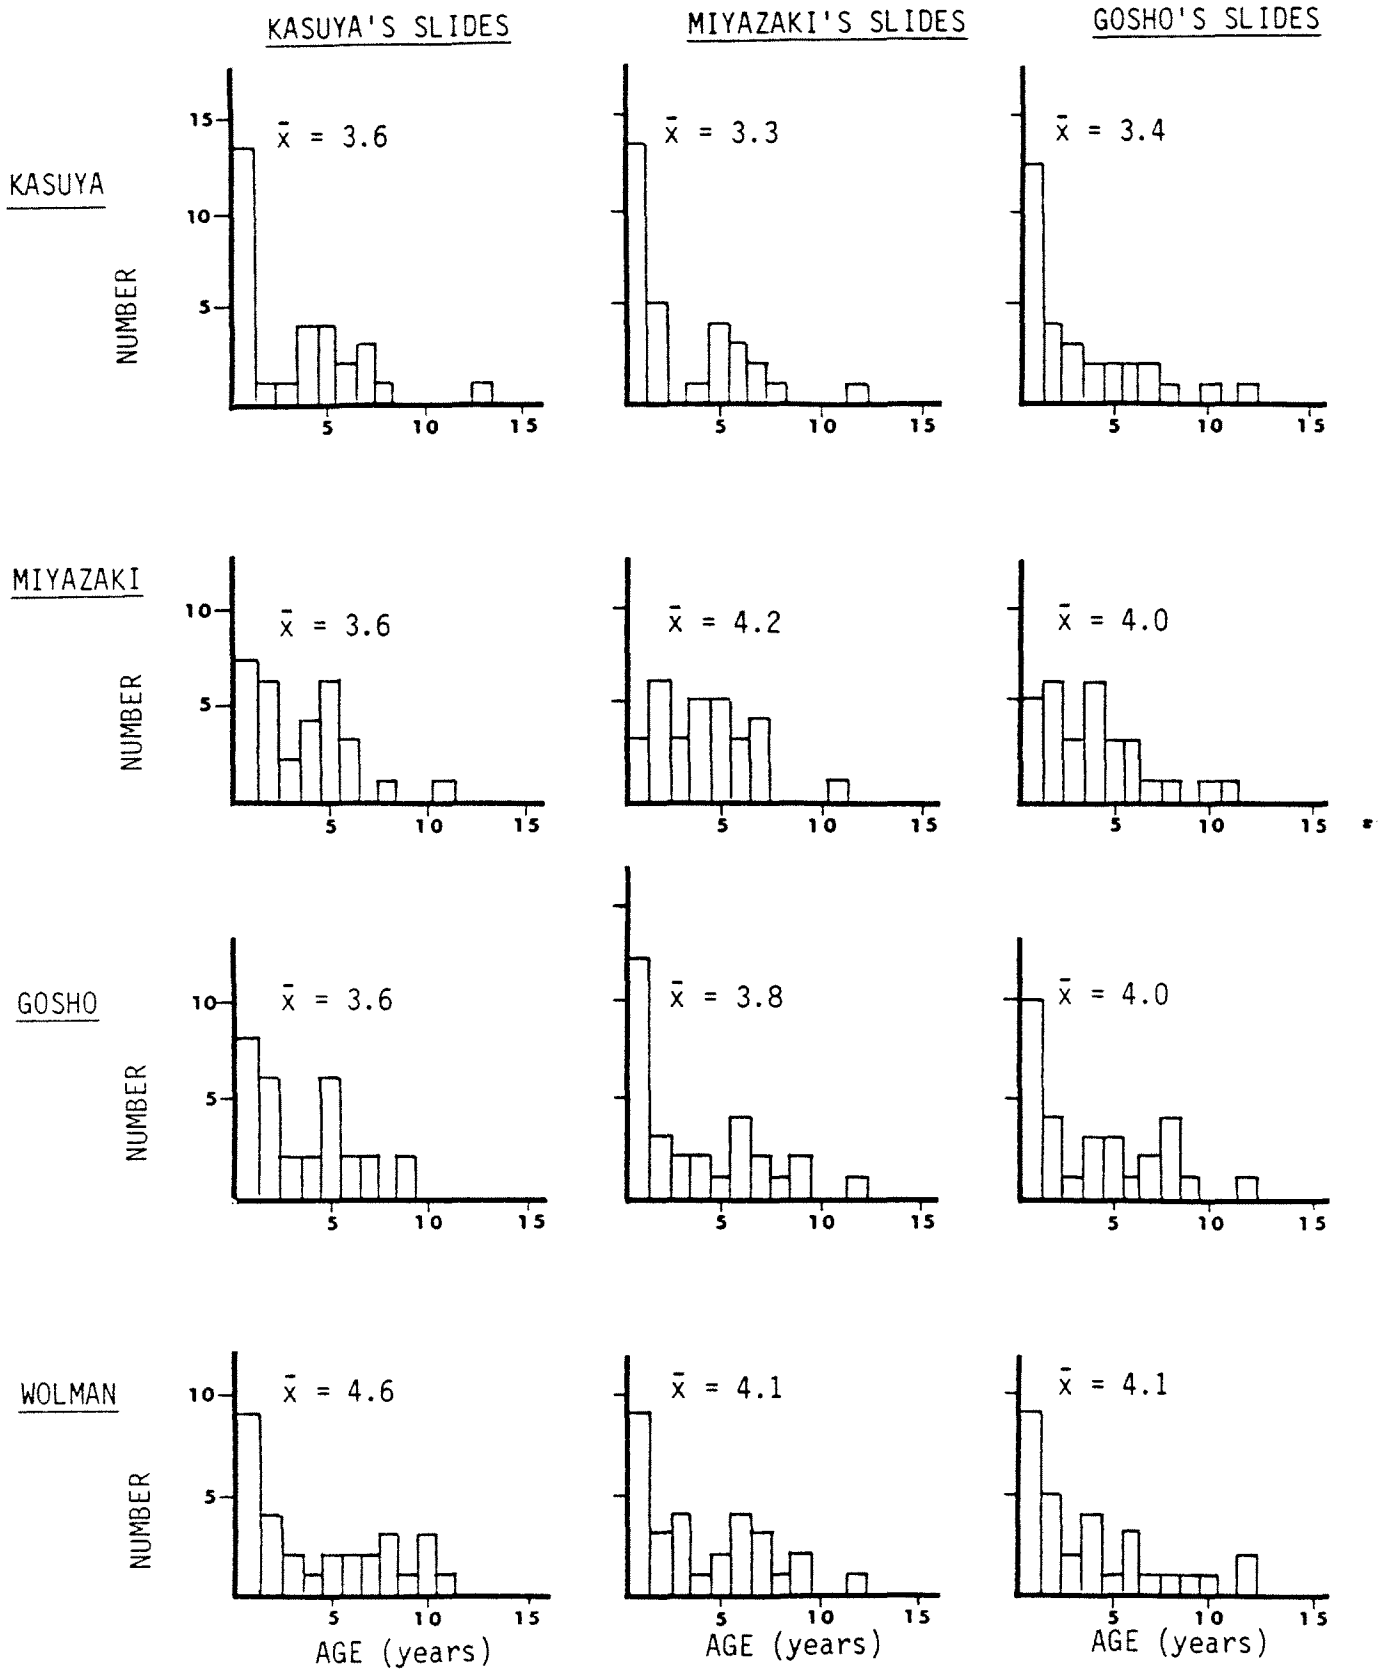 KASUYA'S SLIDES MIYAZAKI'S SLIDES GOSHO'S SLIDES
KASUYA
NUMBER
15
10
5
x̄ = 3.6
5 10 15
x̄ = 3.3
5 10 15
x̄ = 3.4
5 10 15
MIYAZAKI
NUMBER
10
5
x̄ = 3.6
5 10 15
x̄ = 4.2
5 10 15
x̄ = 4.0
5 10 15
GOSHO
NUMBER
10
5
x̄ = 3.6
5 10 15
x̄ = 3.8
5 10 15
x̄ = 4.0
5 10 15
WOLMAN
NUMBER
10
5
x̄ = 4.6
5 10 15
AGE (years)
x̄ = 4.1
5 10 15
AGE (years)
x̄ = 4.1
5 10 15
AGE (years)